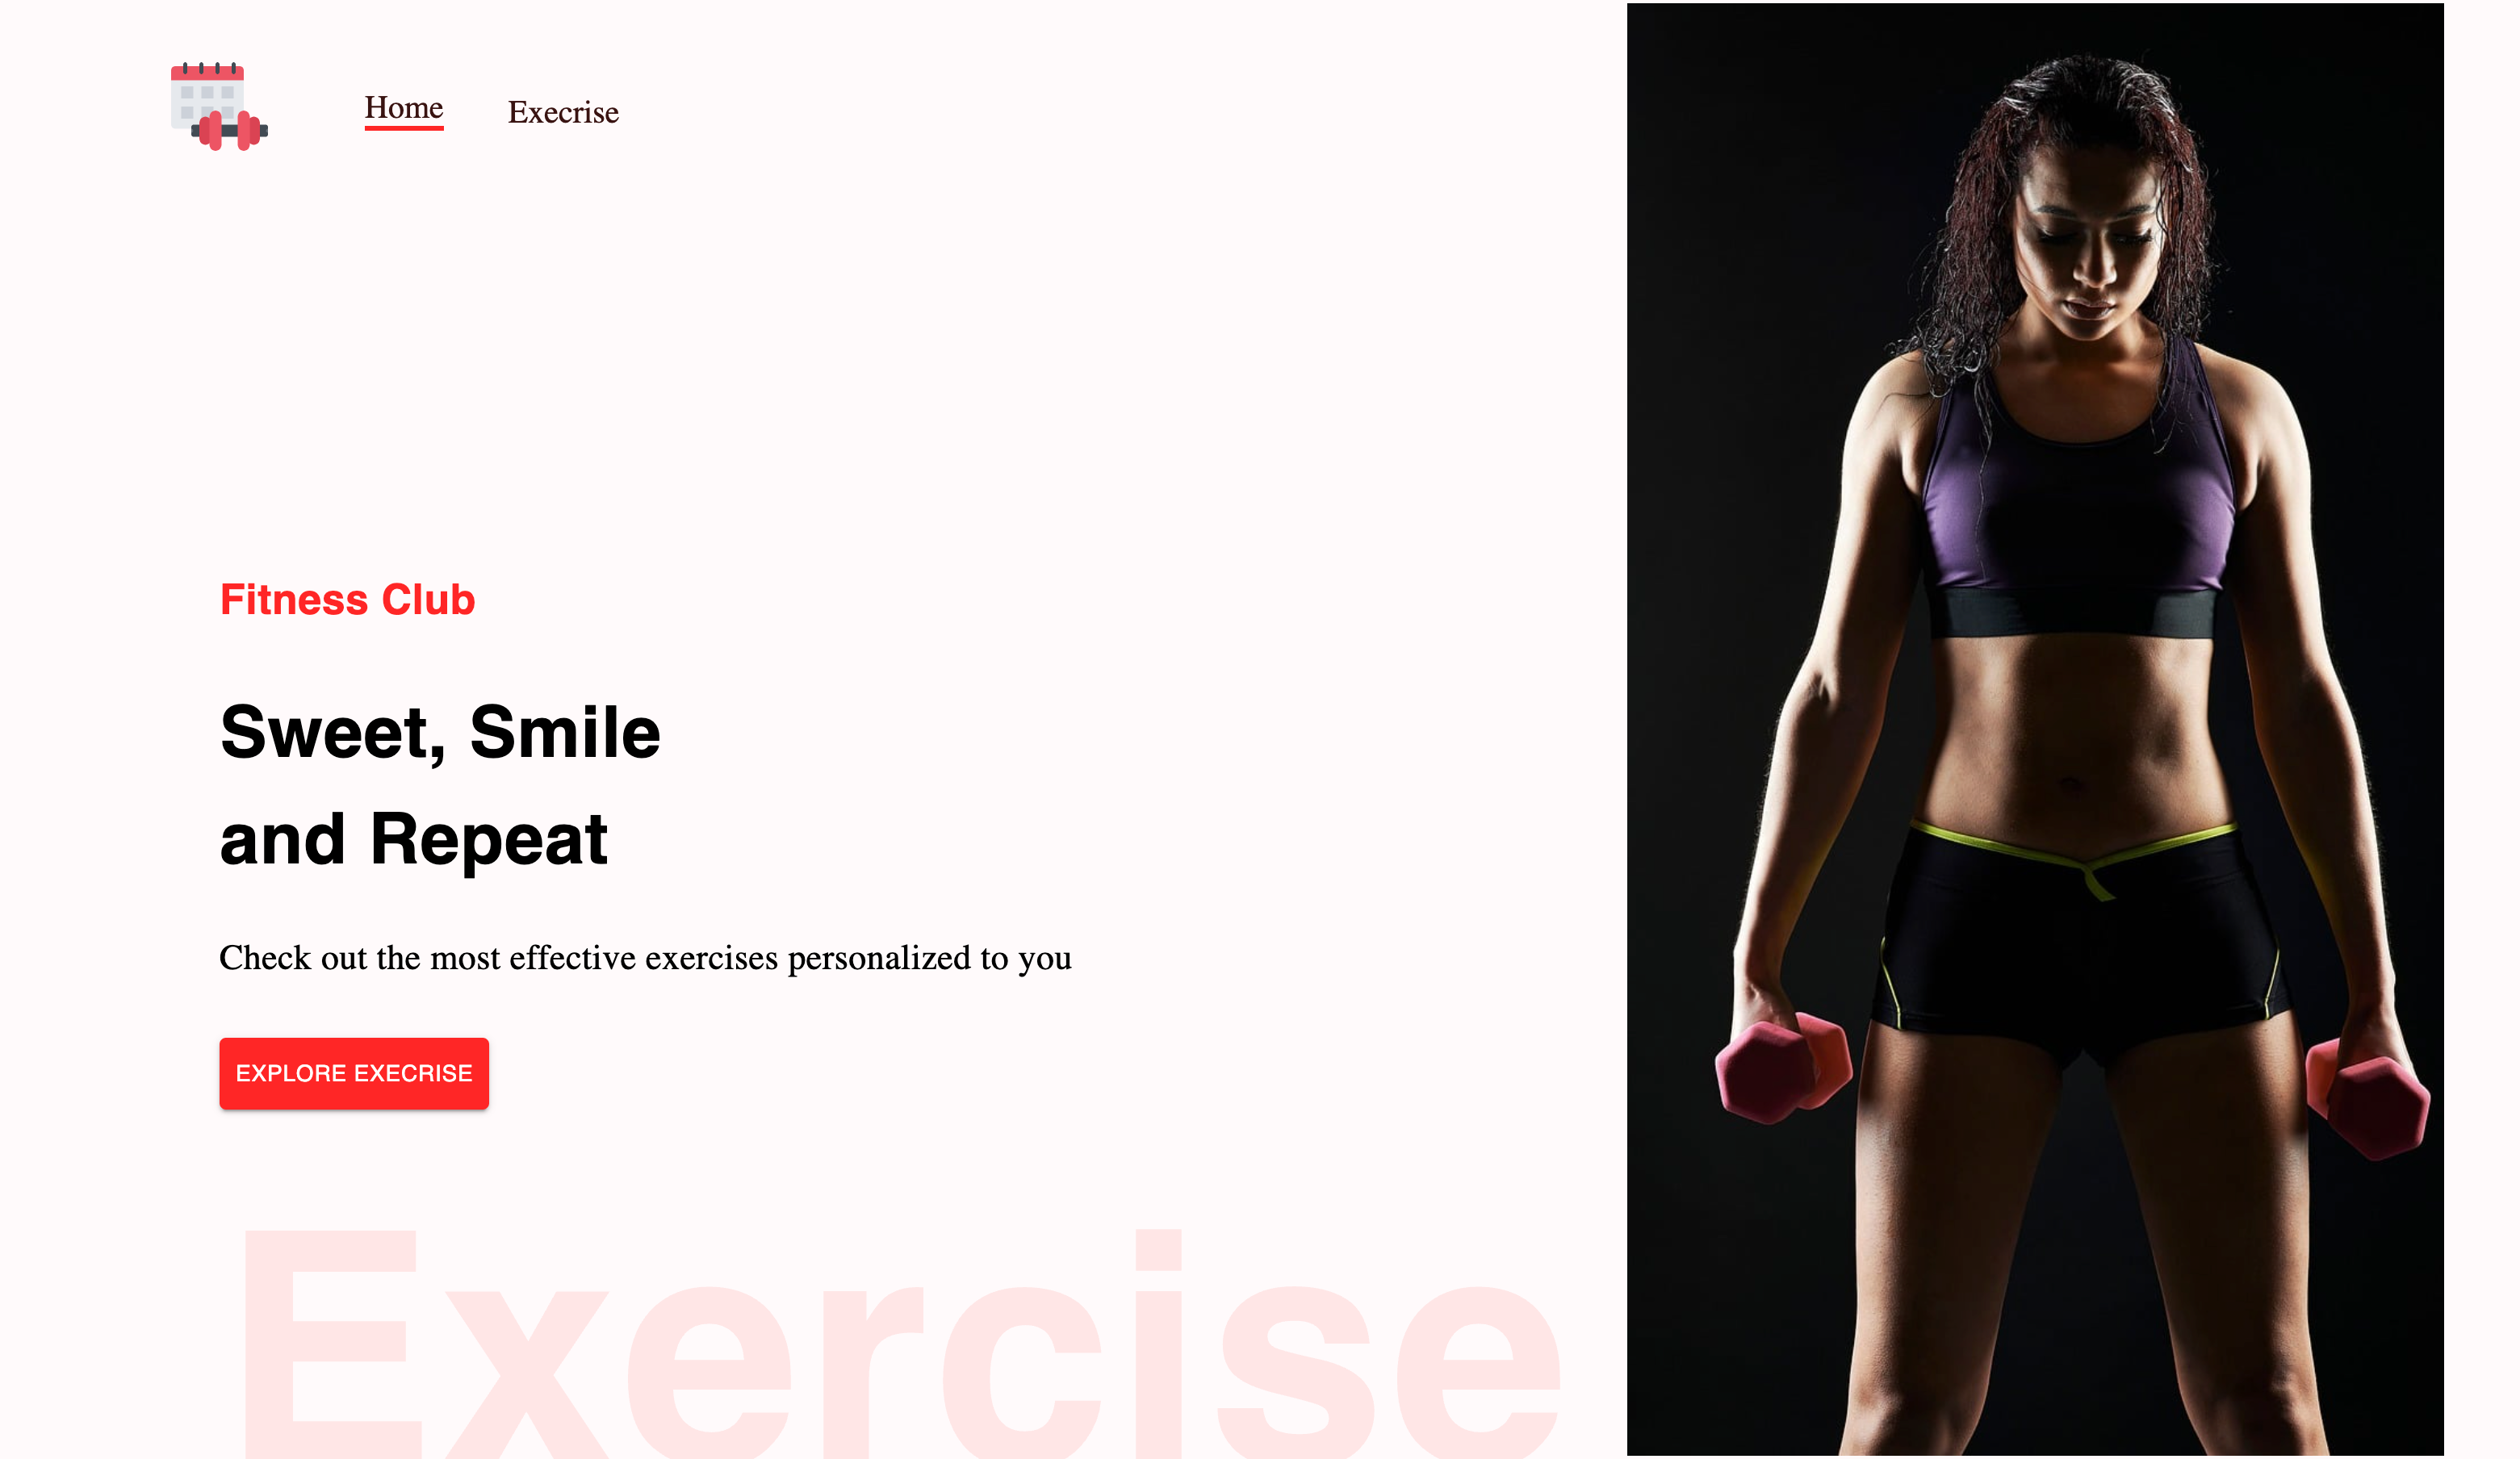 Home
Execrise
Fitness Club
Sweet, Smile
and Repeat
Check out the most effective exercises personalized to you
EXPLORE EXECRISE
Exercise